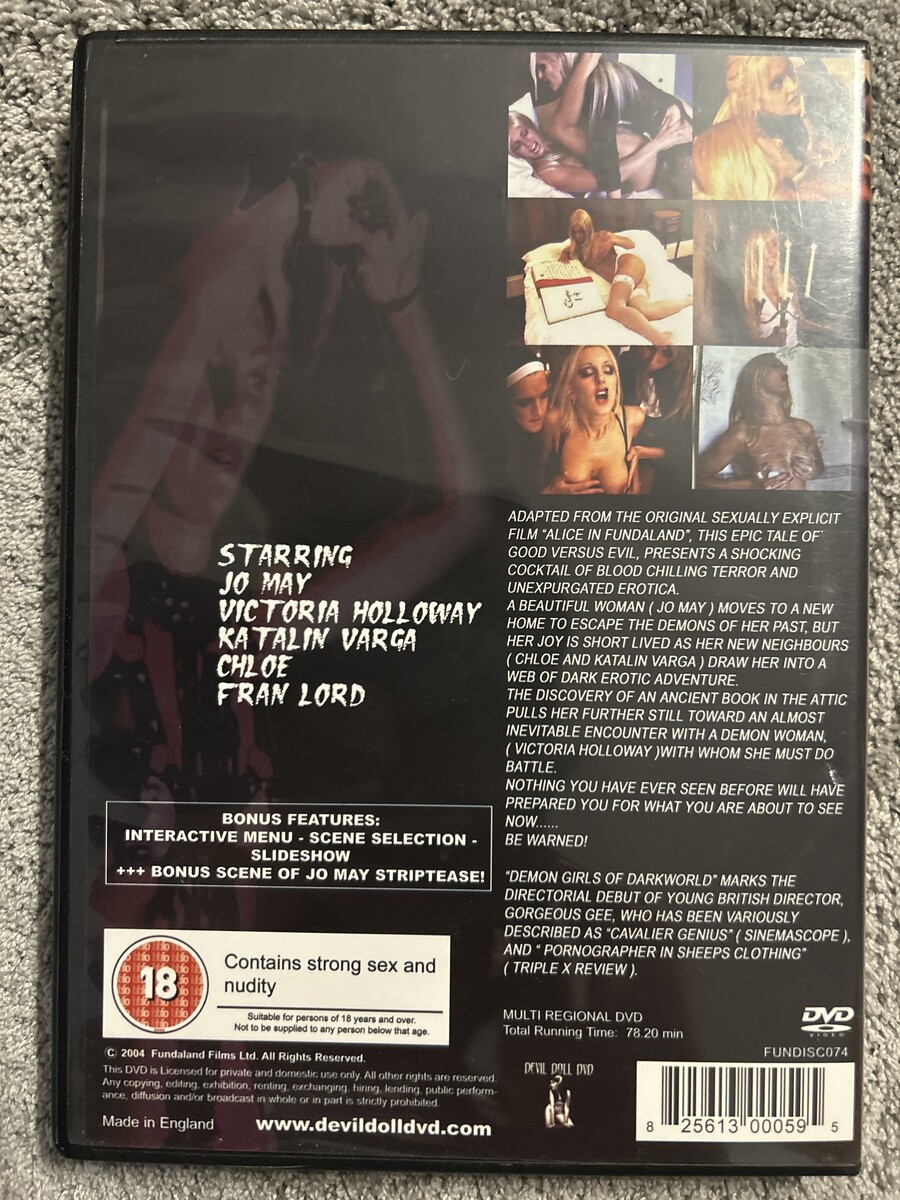 STARRING
JO MAY
VICTORIA HOLLOWAY
KATALIN VARGA
CHLOE
FRAN LORD
BONUS FEATURES:
INTERACTIVE MENU - SCENE SELECTION -
SLIDESHOW
+++ BONUS SCENE OF JO MAY STRIPTEASE!
18
Contains strong sex and
nudity
Suitable for persons of 18 years and over.
Not to be supplied to any person below that age.
© 2004 Fundaland Films Ltd. All Rights Reserved.
This DVD is Licensed for private and domestic use only. All other rights are reserved.
Any copying, editing, exhibition, renting, exchanging, hiring, lending, public perform-
ance, diffusion and/or broadcast in whole or in part is strictly prohibited.
Made in England
www.devildolldvd.com
ADAPTED FROM THE ORIGINAL SEXUALLY EXPLICIT
FILM “ALICE IN FUNDALAND”, THIS EPIC TALE OF
GOOD VERSUS EVIL, PRESENTS A SHOCKING
COCKTAIL OF BLOOD CHILLING TERROR AND
UNEXPURGATED EROTICA.
A BEAUTIFUL WOMAN ( JO MAY ) MOVES TO A NEW
HOME TO ESCAPE THE DEMONS OF HER PAST, BUT
HER JOY IS SHORT LIVED AS HER NEW NEIGHBOURS
( CHLOE AND KATALIN VARGA ) DRAW HER INTO A
WEB OF DARK EROTIC ADVENTURE.
THE DISCOVERY OF AN ANCIENT BOOK IN THE ATTIC
PULLS HER FURTHER STILL TOWARD AN ALMOST
INEVITABLE ENCOUNTER WITH A DEMON WOMAN,
( VICTORIA HOLLOWAY )WITH WHOM SHE MUST DO
BATTLE.
NOTHING YOU HAVE EVER SEEN BEFORE WILL HAVE
PREPARED YOU FOR WHAT YOU ARE ABOUT TO SEE
NOW......
BE WARNED!
“DEMON GIRLS OF DARKWORLD” MARKS THE
DIRECTORIAL DEBUT OF YOUNG BRITISH DIRECTOR,
GORGEOUS GEE, WHO HAS BEEN VARIOUSLY
DESCRIBED AS “CAVALIER GENIUS” ( SINEMASCOPE ),
AND “ PORNOGRAPHER IN SHEEPS CLOTHING”
( TRIPLE X REVIEW ).
MULTI REGIONAL DVD
Total Running Time: 78.20 min
DVD
VIDEO
FUNDISC074
DEVIL DOLL DVD
8 25613 00059 5